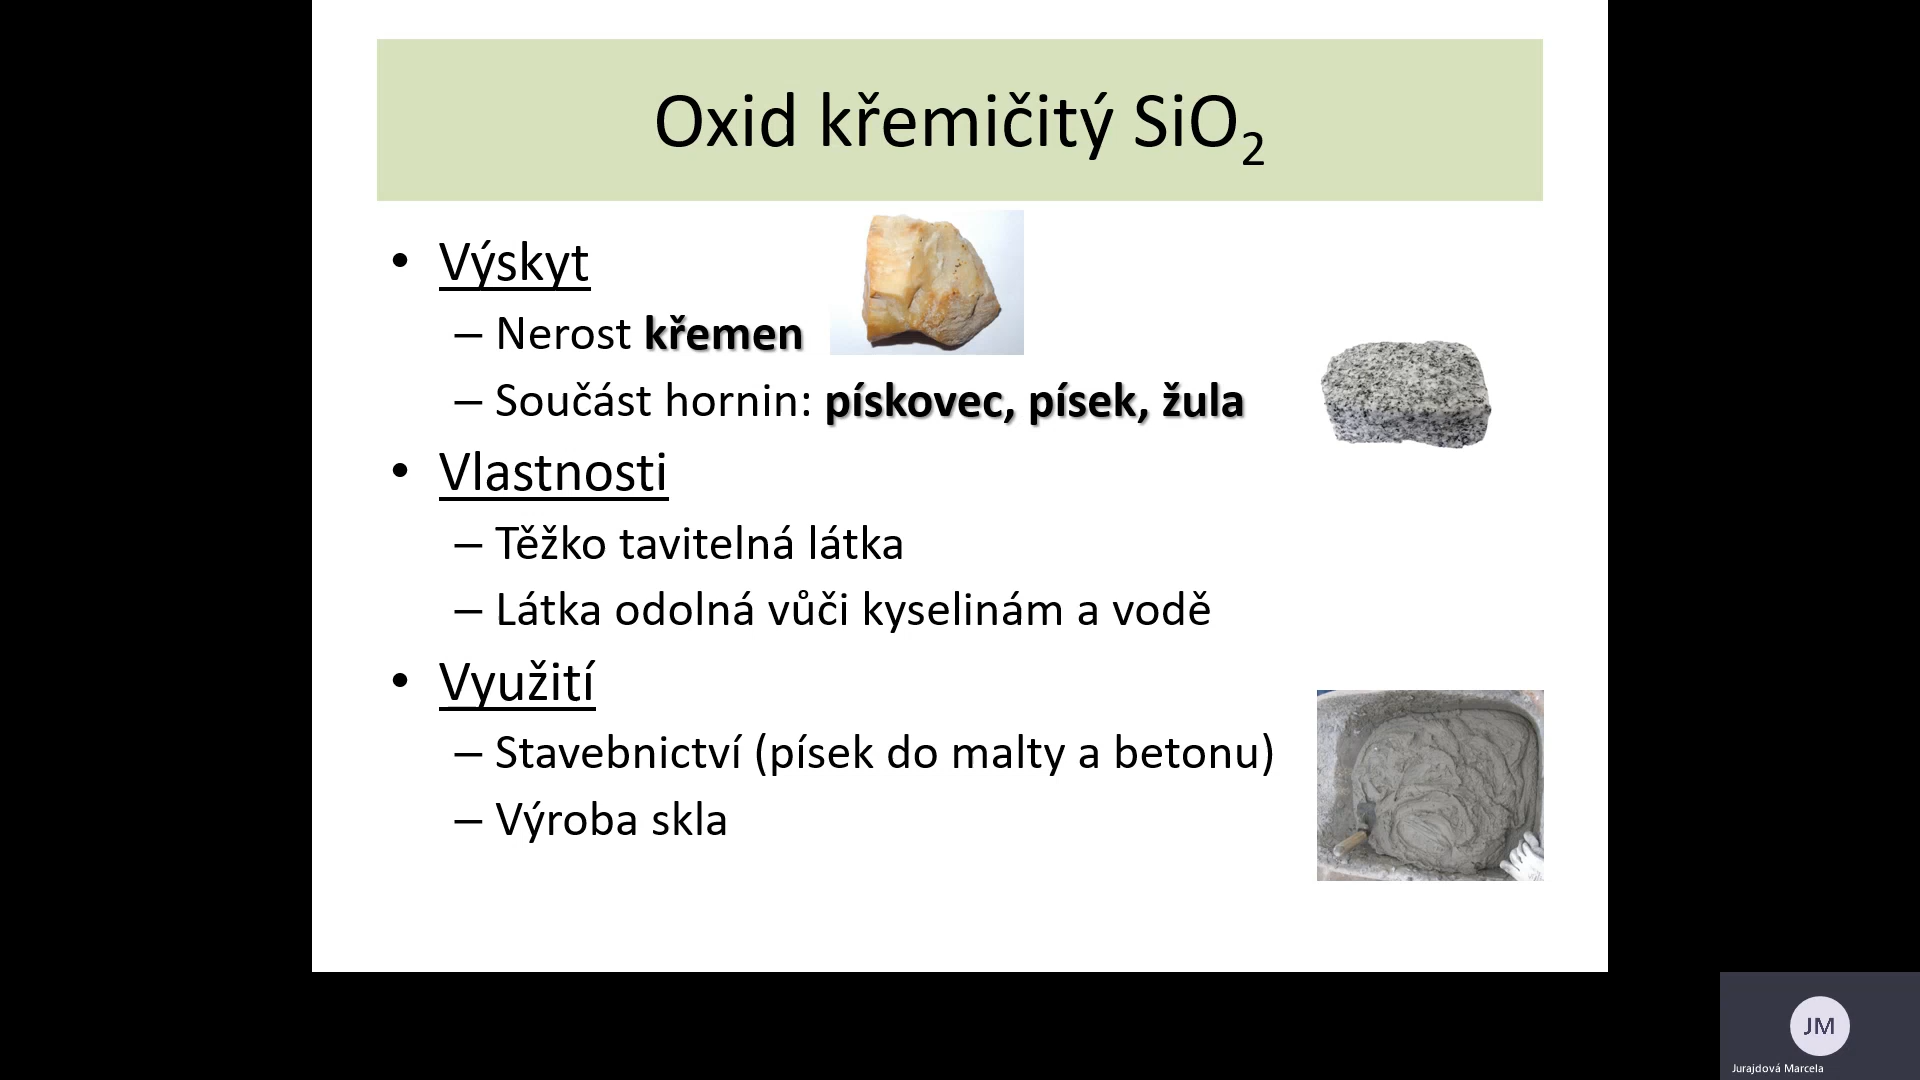 Oxid křemičitý SiO₂
• Výskyt
– Nerost křemen
– Součást hornin: pískovec, písek, žula
• Vlastnosti
– Těžko tavitelná látka
– Látka odolná vůči kyselinám a vodě
• Využití
– Stavebnictví (písek do malty a betonu)
– Výroba skla
JM
Jurajdová Marcela